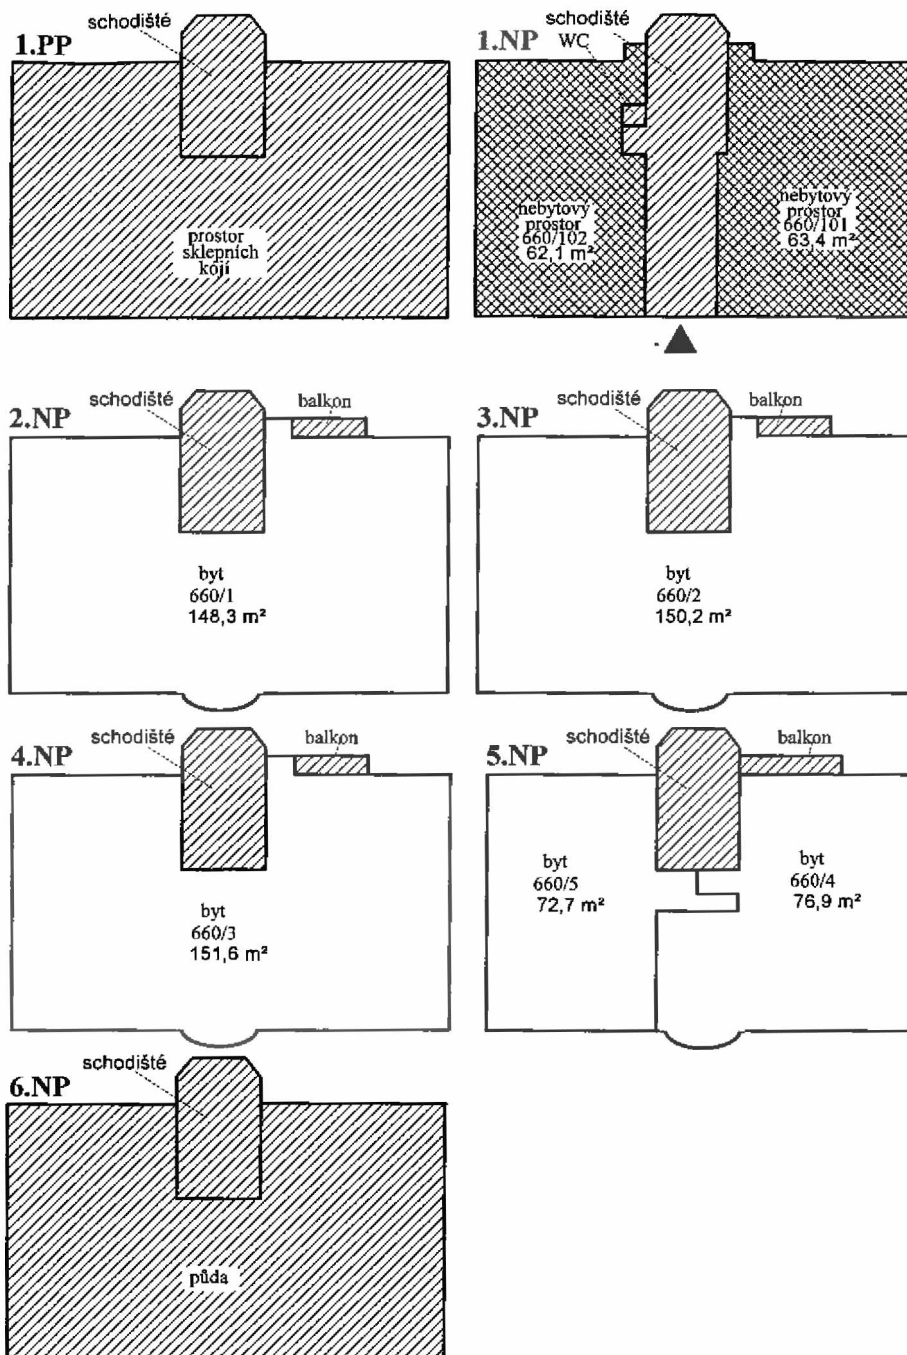 1.PP
schodiště
prostor
sklepních
kójí
1.NP
schodiště
WC
nebytový
prostor
660/102
62,1 m²
nebytový
prostor
660/101
63,4 m²
2.NP
schodiště
balkon
byt
660/1
148,3 m²
3.NP
schodiště
balkon
byt
660/2
150,2 m²
4.NP
schodiště
balkon
byt
660/3
151,6 m²
5.NP
schodiště
balkon
byt
660/5
72,7 m²
byt
660/4
76,9 m²
6.NP
schodiště
půda